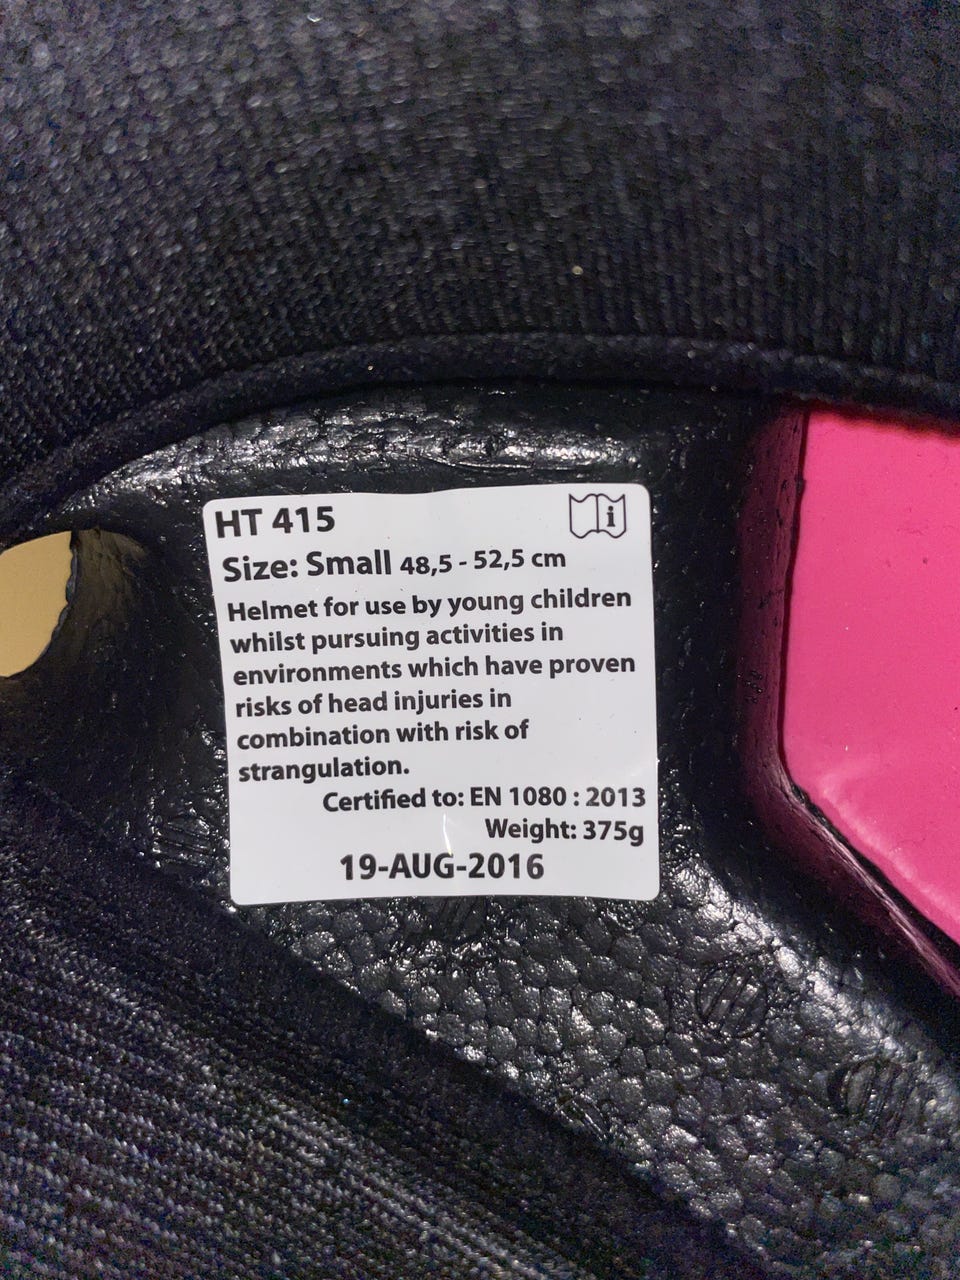 HT 415
Size: Small 48,5 - 52,5 cm
Helmet for use by young children
whilst pursuing activities in
environments which have proven
risks of head injuries in
combination with risk of
strangulation.
Certified to: EN 1080 : 2013
Weight: 375g
19-AUG-2016